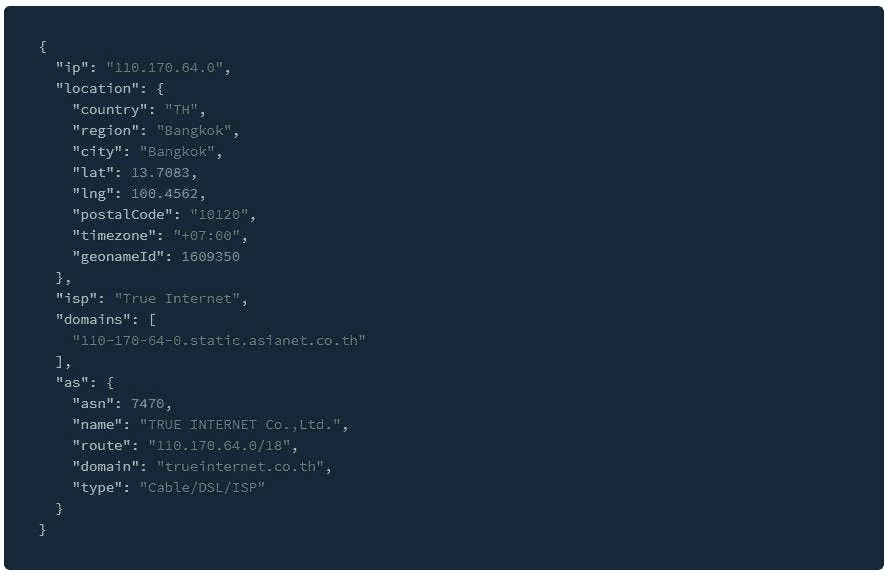 {
  "ip": "110.170.64.0",
  "location": {
    "country": "TH",
    "region": "Bangkok",
    "city": "Bangkok",
    "lat": 13.7083,
    "lng": 100.4562,
    "postalCode": "10120",
    "timezone": "+07:00",
    "geonameId": 1609350
  },
  "isp": "True Internet",
  "domains": [
    "110-170-64-0.static.asianet.co.th"
  ],
  "as": {
    "asn": 7470,
    "name": "TRUE INTERNET Co.,Ltd.",
    "route": "110.170.64.0/18",
    "domain": "trueinternet.co.th",
    "type": "Cable/DSL/ISP"
  }
}